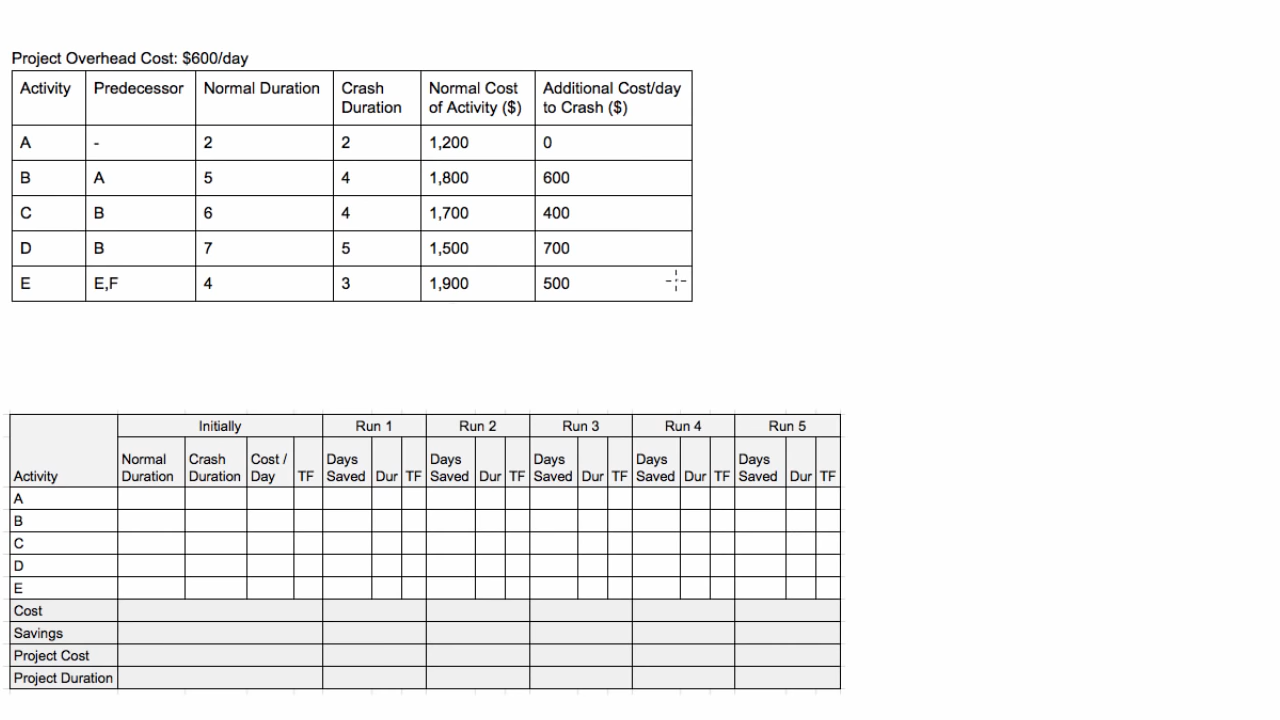 Project Overhead Cost: $600/day
Activity Predecessor Normal Duration Crash Duration Normal Cost of Activity ($) Additional Cost/day to Crash ($)
A - 2 2 1,200 0
B A 5 4 1,800 600
C B 6 4 1,700 400
D B 7 5 1,500 700
E E,F 4 3 1,900 500
Initially Run 1 Run 2 Run 3 Run 4 Run 5
Activity Normal Duration Crash Duration Cost / Day TF Days Saved Dur TF Days Saved Dur TF Days Saved Dur TF Days Saved Dur TF Days Saved Dur TF
A
B
C
D
E
Cost
Savings
Project Cost
Project Duration